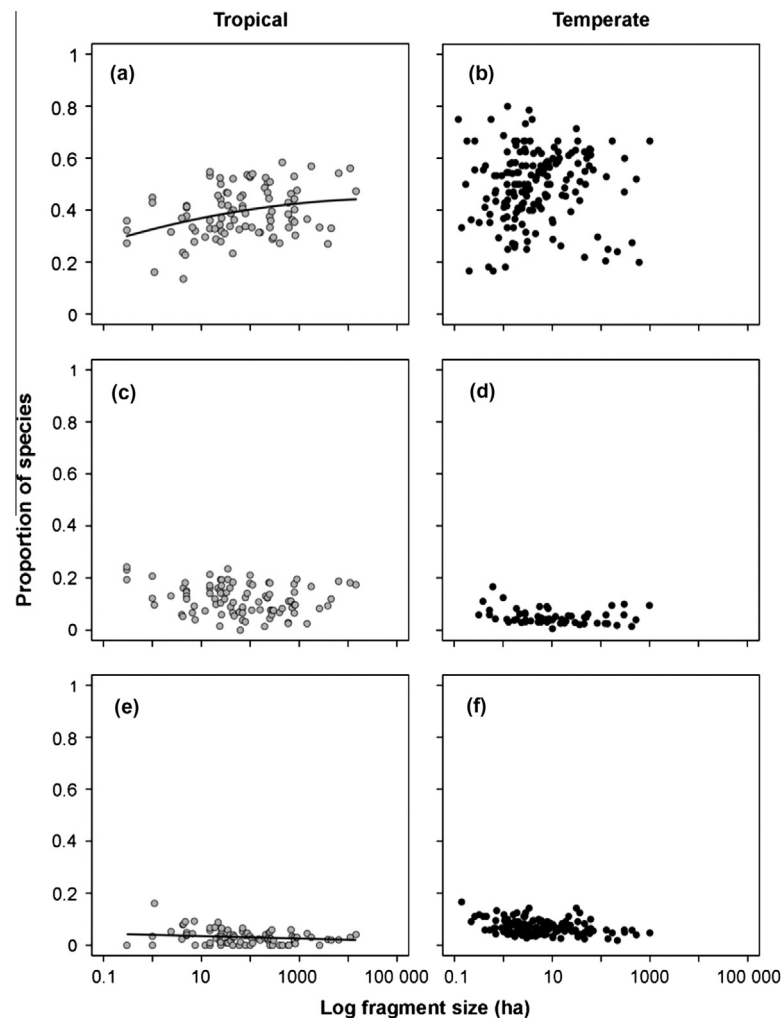 Tropical
Temperate
1
0.8
0.6
0.4
0.2
0
(a)
(b)
1
0.8
0.6
0.4
0.2
0
(c)
(d)
Proportion of species
1
0.8
0.6
0.4
0.2
0
(e)
(f)
0.1 10 1000 100 000
0.1 10 1000 100 000
Log fragment size (ha)